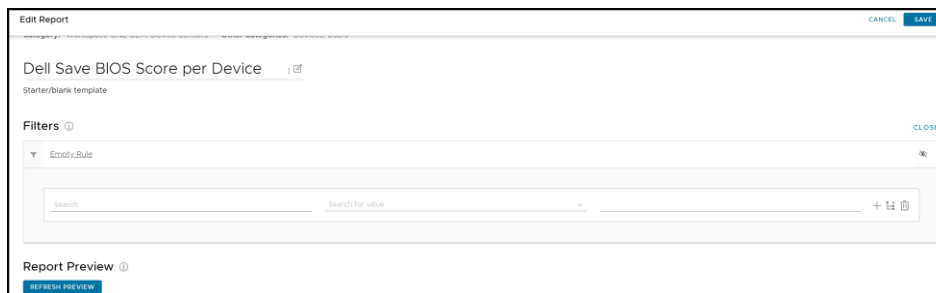 Edit Report
CANCEL SAVE
Dell Save BIOS Score per Device
Starter/blank template
Filters
CLOSE
Empty Rule
Search Search for value
Report Preview
REFRESH PREVIEW